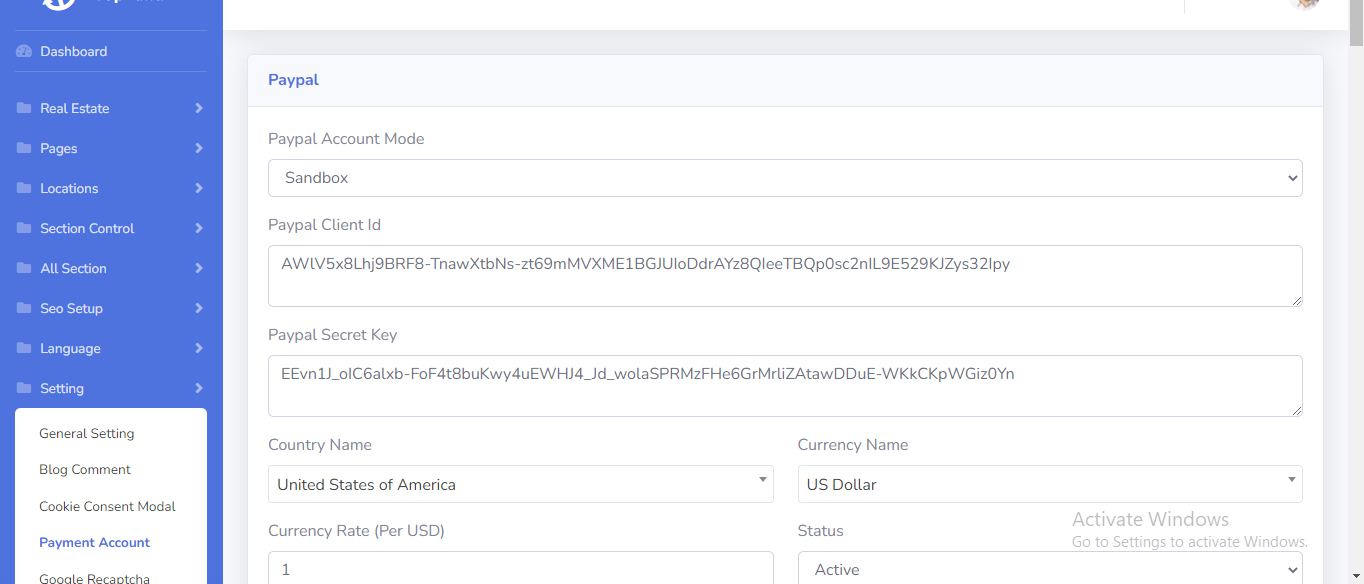 Dashboard
Real Estate
Pages
Locations
Section Control
All Section
Seo Setup
Language
Setting
General Setting
Blog Comment
Cookie Consent Modal
Payment Account
Google Recaptcha
Paypal
Paypal Account Mode
Sandbox
Paypal Client Id
AWlV5x8Lhj9BRF8-TnawXtbNs-zt69mMVXME1BGJUIoDdrAYz8QIeeTBQp0sc2nIL9E529KJZys32Ipy
Paypal Secret Key
EEvn1J_oIC6alxb-FoF4t8buKwy4uEWHJ4_Jd_wolaSPRMzFHe6GrMrliZAtawDDuE-WKkCKpWGiz0Yn
Country Name
United States of America
Currency Name
US Dollar
Currency Rate (Per USD)
1
Status
Active
Activate Windows
Go to Settings to activate Windows.